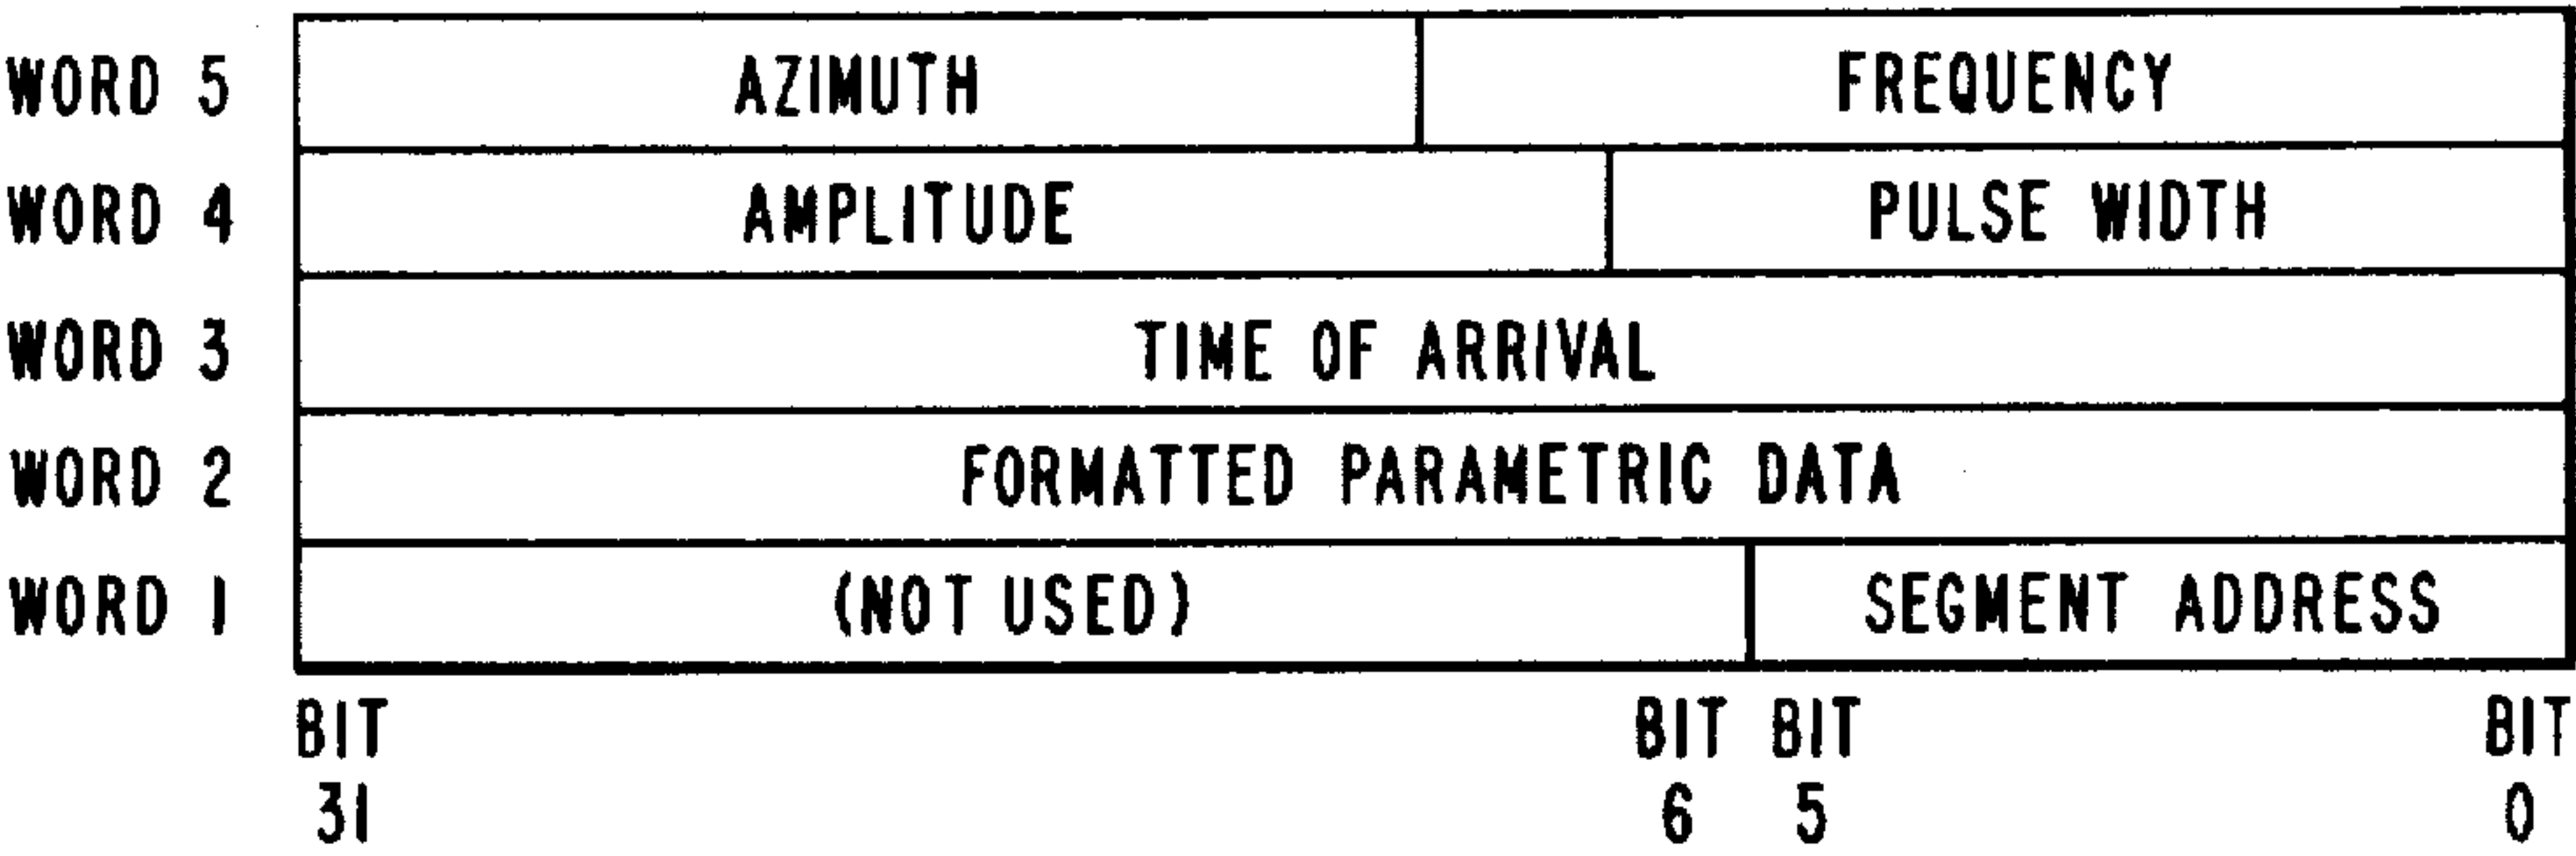 WORD 5 AZIMUTH FREQUENCY
WORD 4 AMPLITUDE PULSE WIDTH
WORD 3 TIME OF ARRIVAL
WORD 2 FORMATTED PARAMETRIC DATA
WORD 1 (NOT USED) SEGMENT ADDRESS
BIT BIT BIT BIT
31 6 5 0